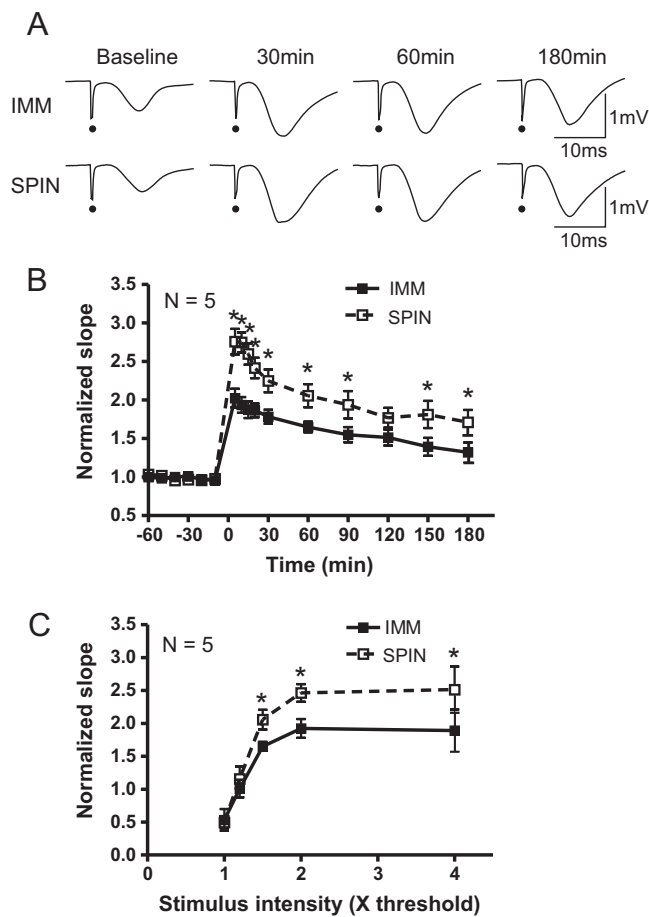 A
Baseline 30min 60min 180min
IMM
1mV
10ms
SPIN
1mV
10ms
B
N = 5
IMM
SPIN
Normalized slope
3.5
3.0
2.5
2.0
1.5
1.0
0.5
* * * * * * * * *
-60 -30 0 30 60 90 120 150 180
Time (min)
C
N = 5
IMM
SPIN
Normalized slope
3.5
3.0
2.5
2.0
1.5
1.0
0.5
0.0
* * *
0 1 2 3 4
Stimulus intensity (X threshold)